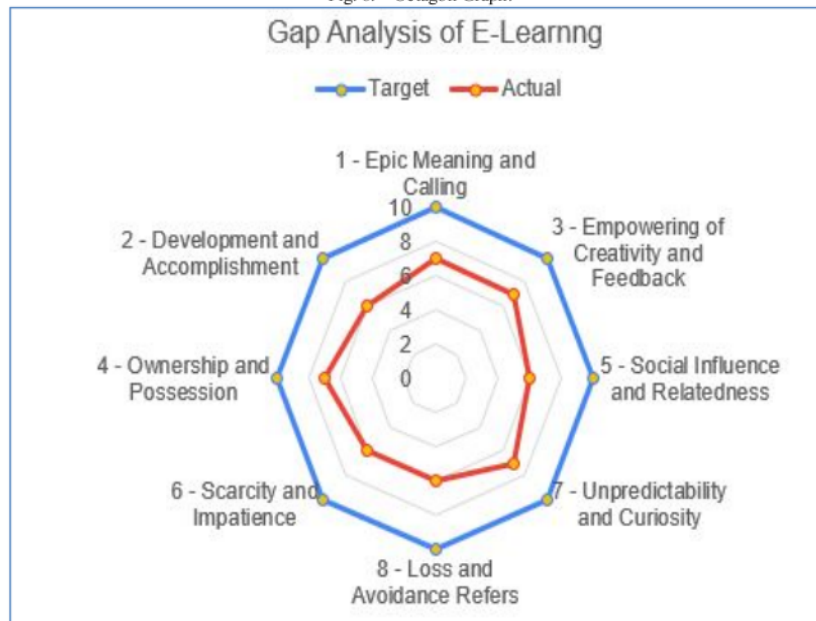 Gap Analysis of E-Learnng
Target
Actual
1 - Epic Meaning and
Calling
2 - Development and
Accomplishment
3 - Empowering of
Creativity and
Feedback
4 - Ownership and
Possession
5 - Social Influence
and Relatedness
6 - Scarcity and
Impatience
7 - Unpredictability
and Curiosity
8 - Loss and
Avoidance Refers
10
8
6
4
2
0